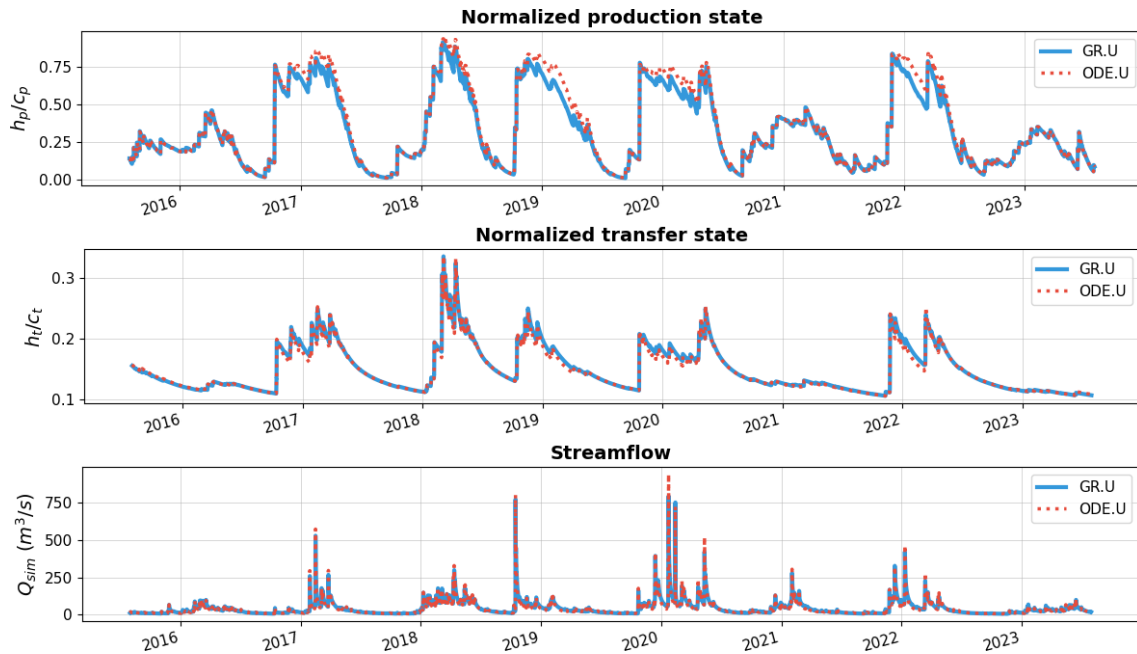 Normalized production state
h_p/c_p
0.75
0.50
0.25
0.00
GR.U
ODE.U
2016
2017
2018
2019
2020
2021
2022
2023
Normalized transfer state
h_t/c_t
0.3
0.2
0.1
GR.U
ODE.U
2016
2017
2018
2019
2020
2021
2022
2023
Streamflow
Q_{sim} (m^3/s)
750
500
250
0
GR.U
ODE.U
2016
2017
2018
2019
2020
2021
2022
2023